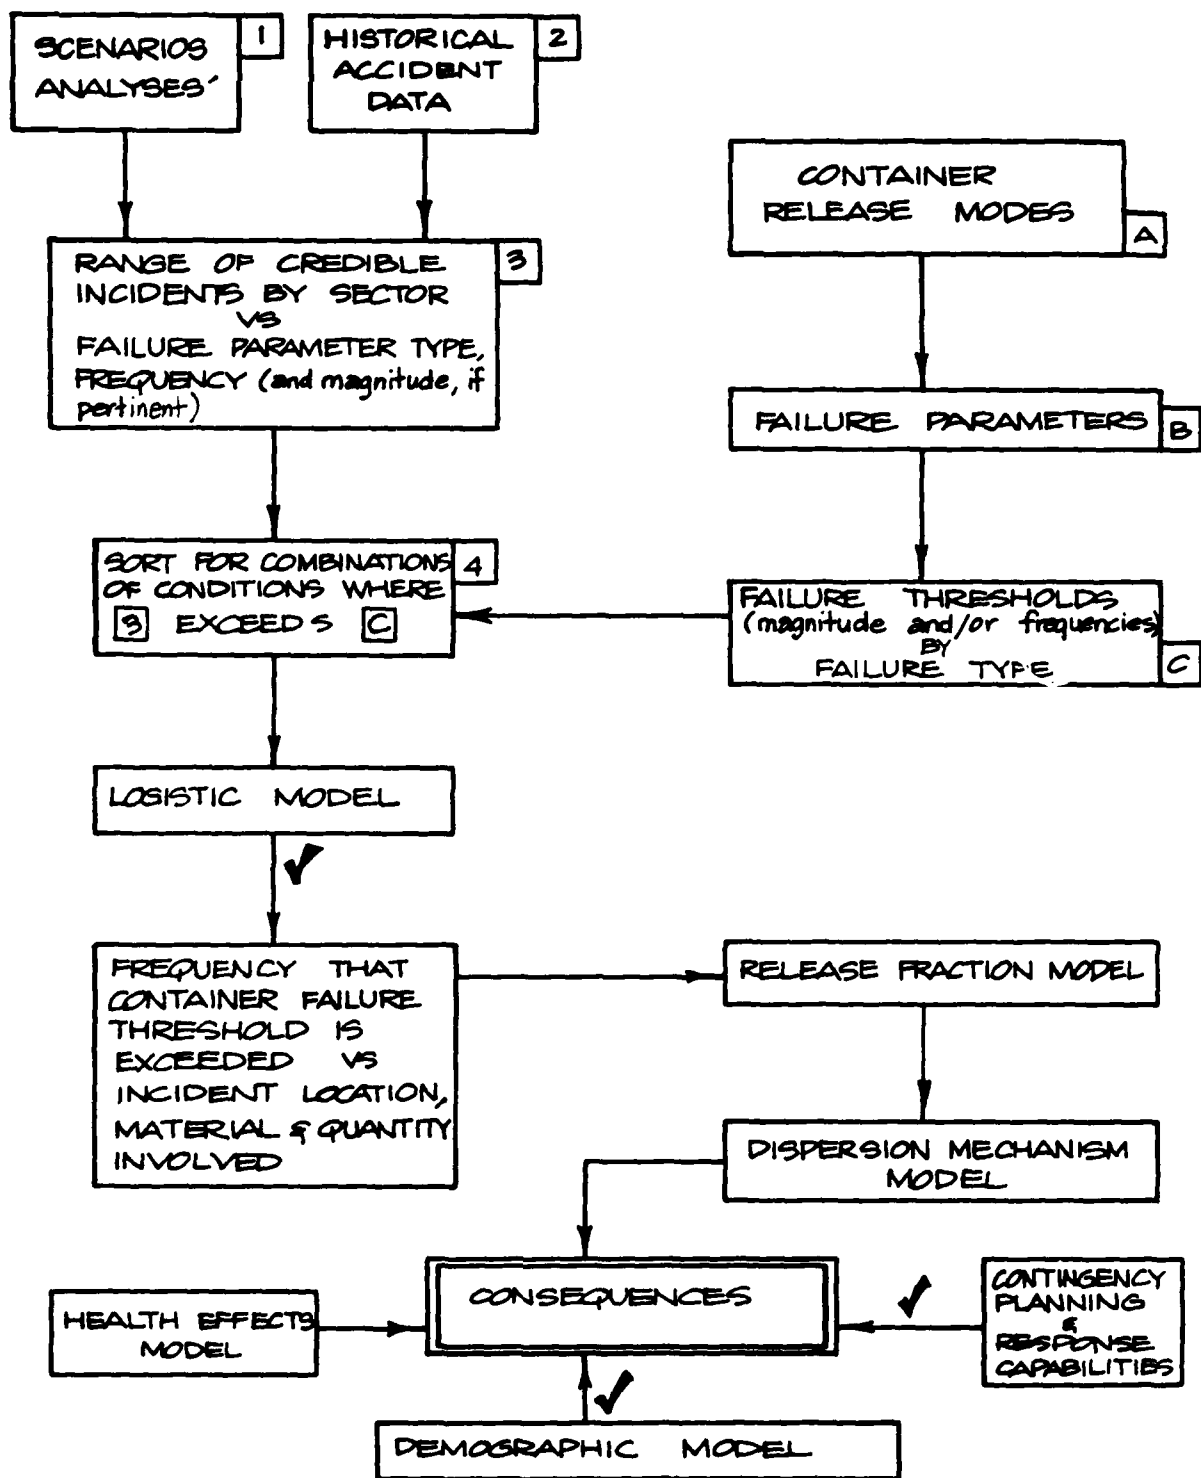 SCENARIOS
ANALYSES'
1
HISTORICAL
ACCIDENT
DATA
2
CONTAINER
RELEASE MODES
A
RANGE OF CREDIBLE
INCIDENTS BY SECTOR
VS
FAILURE PARAMETER TYPE,
FREQUENCY (and magnitude, if
pertinent)
3
FAILURE PARAMETERS
B
SORT FOR COMBINATIONS
OF CONDITIONS WHERE
3 EXCEEDS C
4
FAILURE THRESHOLDS
(magnitude and/or frequencies)
BY
FAILURE TYPE
C
LOGISTIC MODEL
FREQUENCY THAT
CONTAINER FAILURE
THRESHOLD IS
EXCEEDED VS
INCIDENT LOCATION,
MATERIAL & QUANTITY
INVOLVED
RELEASE FRACTION MODEL
DISPERSION MECHANISM
MODEL
CONSEQUENCES
HEALTH EFFECTS
MODEL
CONTINGENCY
PLANNING
&
RESPONSE
CAPABILITIES
DEMOGRAPHIC MODEL